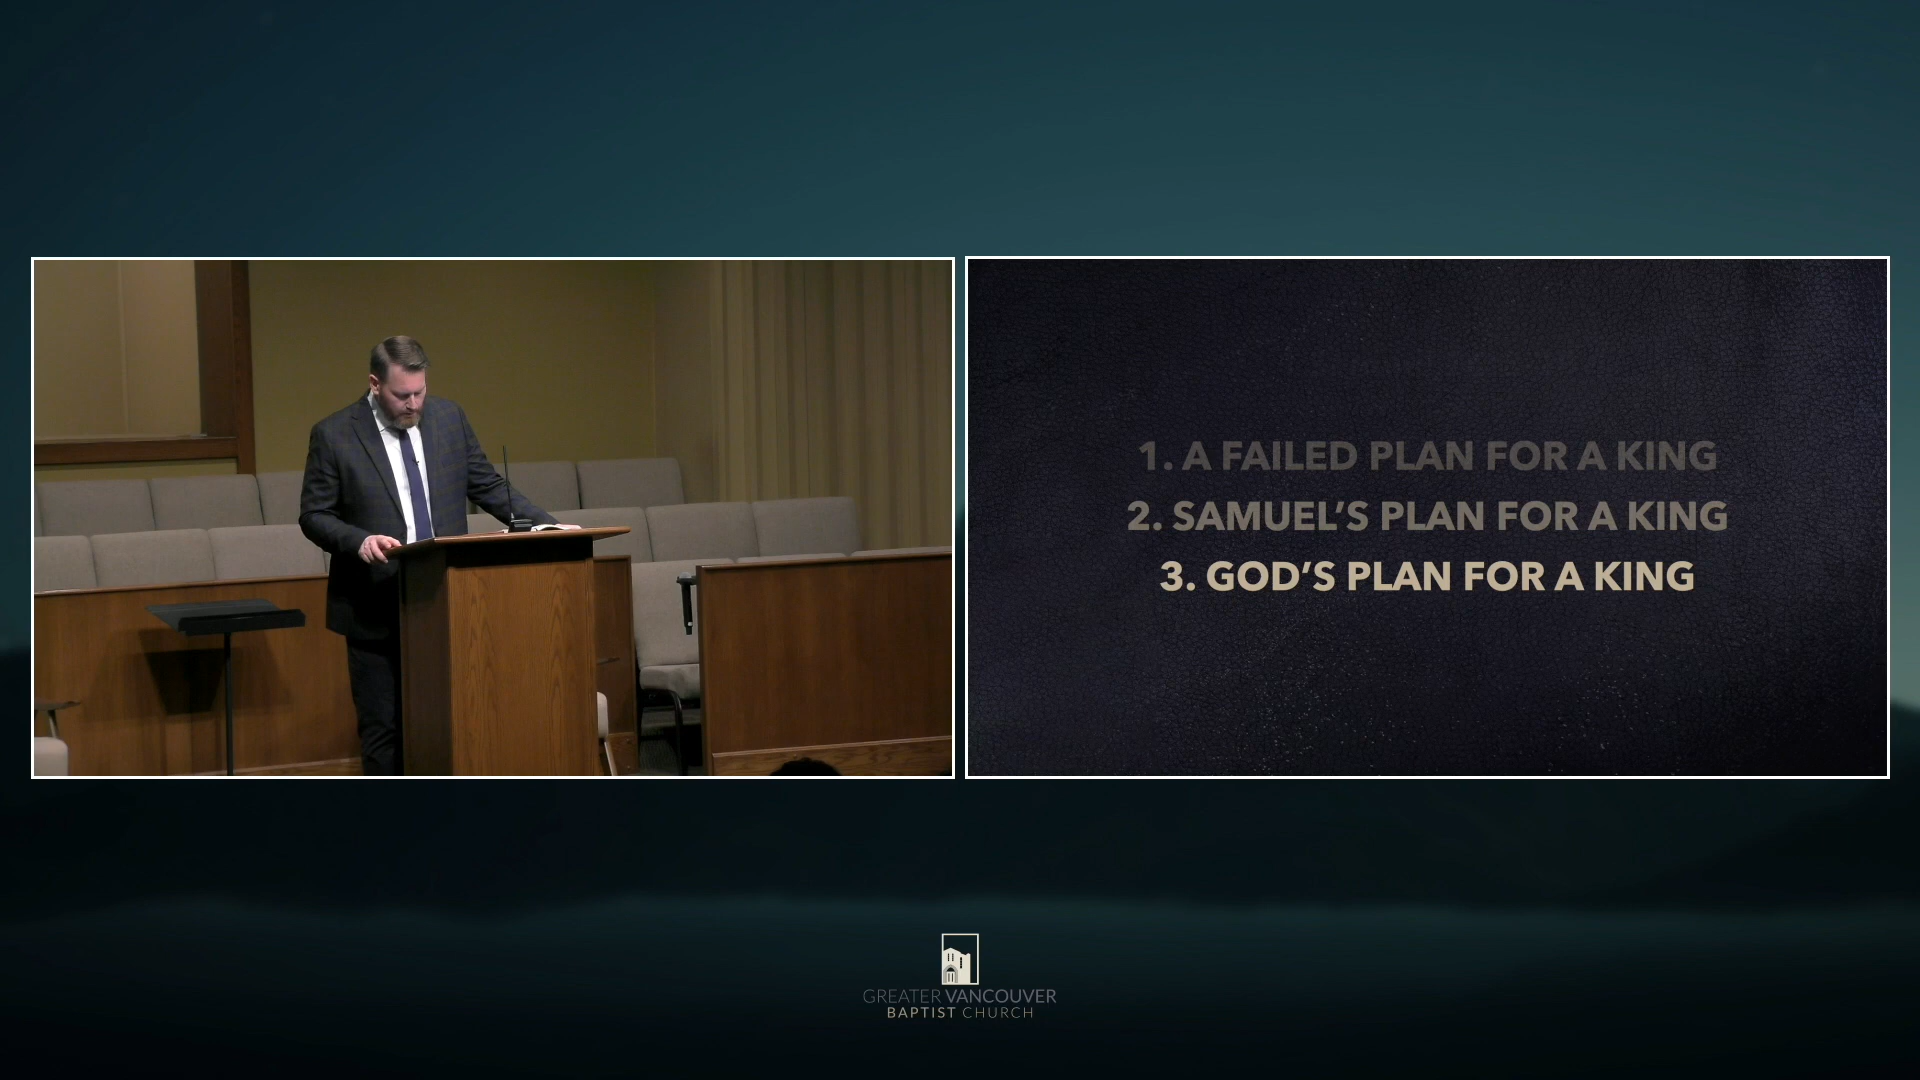 1. A FAILED PLAN FOR A KING
2. SAMUEL’S PLAN FOR A KING
3. GOD’S PLAN FOR A KING
GREATER VANCOUVER
BAPTIST CHURCH